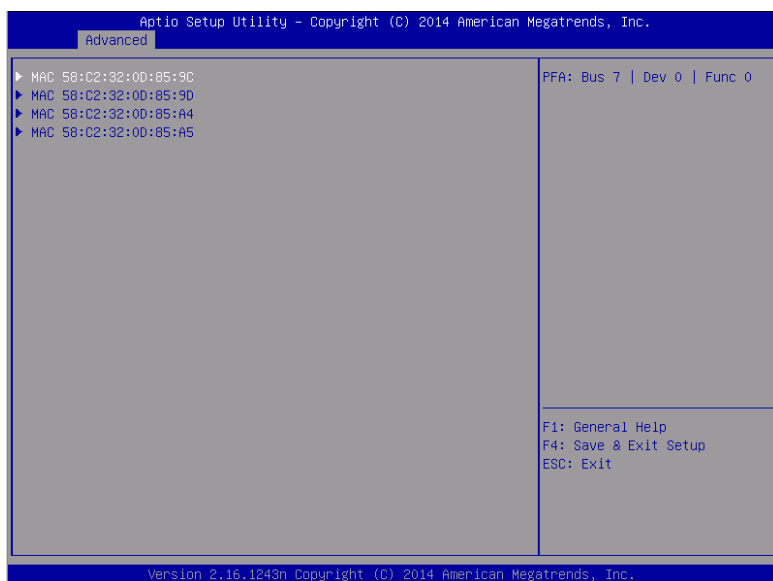 Aptio Setup Utility – Copyright (C) 2014 American Megatrends, Inc.
Advanced
MAC 58:C2:32:0D:85:9C
MAC 58:C2:32:0D:85:9D
MAC 58:C2:32:0D:85:A4
MAC 58:C2:32:0D:85:A5
PFA: Bus 7 | Dev 0 | Func 0
F1: General Help
F4: Save & Exit Setup
ESC: Exit
Version 2.16.1243n Copyright (C) 2014 American Megatrends, Inc.